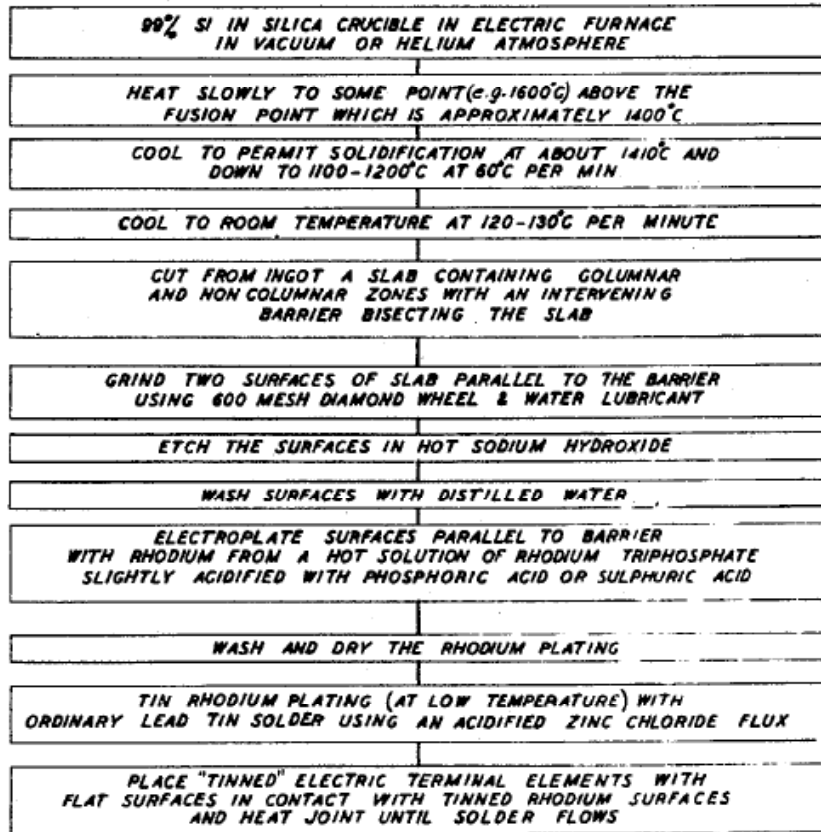 99% SI IN SILICA CRUCIBLE IN ELECTRIC FURNACE
IN VACUUM OR HELIUM ATMOSPHERE
HEAT SLOWLY TO SOME POINT (e.g. 1600°C) ABOVE THE
FUSION POINT WHICH IS APPROXIMATELY 1400°C
COOL TO PERMIT SOLIDIFICATION AT ABOUT 1410°C AND
DOWN TO 1100-1200°C AT 60°C PER MIN
COOL TO ROOM TEMPERATURE AT 120-130°C PER MINUTE
CUT FROM INGOT A SLAB CONTAINING GOLUMNAR
AND NON COLUMNAR ZONES WITH AN INTERVENING
BARRIER BISECTING THE SLAB
GRIND TWO SURFACES OF SLAB PARALLEL TO THE BARRIER
USING 600 MESH DIAMOND WHEEL & WATER LUBRICANT
ETCH THE SURFACES IN HOT SODIUM HYDROXIDE
WASH SURFACES WITH DISTILLED WATER
ELECTROPLATE SURFACES PARALLEL TO BARRIER
WITH RHODIUM FROM A HOT SOLUTION OF RHODIUM TRIPHOSPHATE
SLIGHTLY ACIDIFIED WITH PHOSPHORIC ACID OR SULPHURIC ACID
WASH AND DRY THE RHODIUM PLATING
TIN RHODIUM PLATING (AT LOW TEMPERATURE) WITH
ORDINARY LEAD TIN SOLDER USING AN ACIDIFIED ZINC CHLORIDE FLUX
PLACE "TINNED" ELECTRIC TERMINAL ELEMENTS WITH
FLAT SURFACES IN CONTACT WITH TINNED RHODIUM SURFACES
AND HEAT JOINT UNTIL SOLDER FLOWS